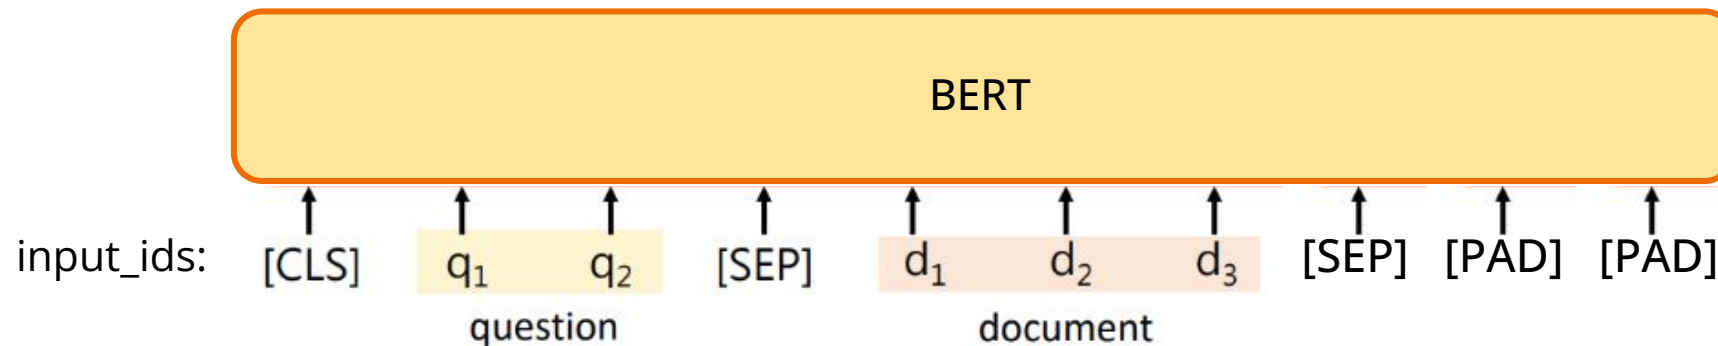 BERT
input_ids: [CLS] q₁ q₂ [SEP] d₁ d₂ d₃ [SEP] [PAD] [PAD]
question document